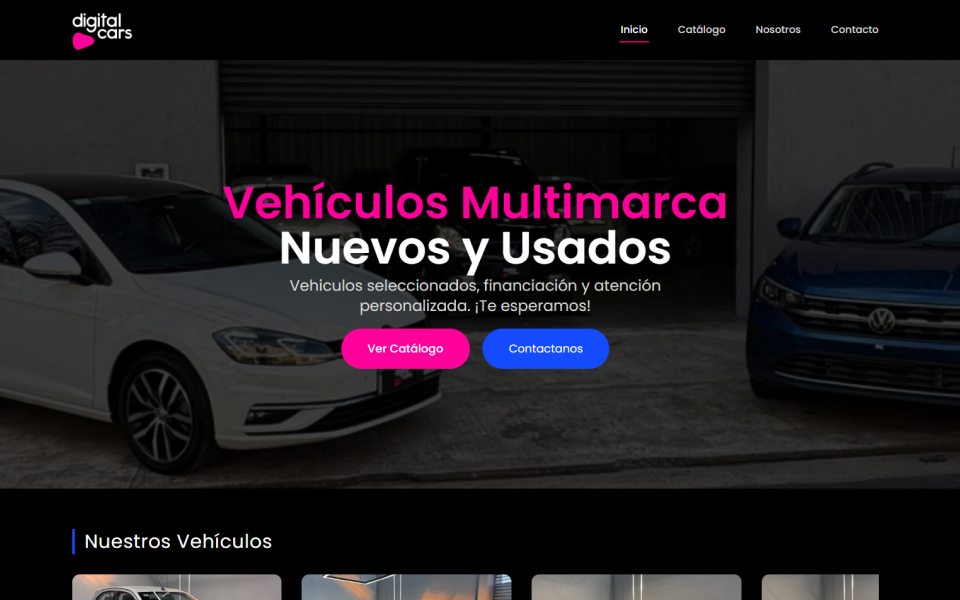 digital
cars
Inicio
Catálogo
Nosotros
Contacto
Vehículos Multimarca
Nuevos y Usados
Vehiculos seleccionados, financiación y atención
personalizada. ¡Te esperamos!
Ver Catálogo
Contactanos
Nuestros Vehículos